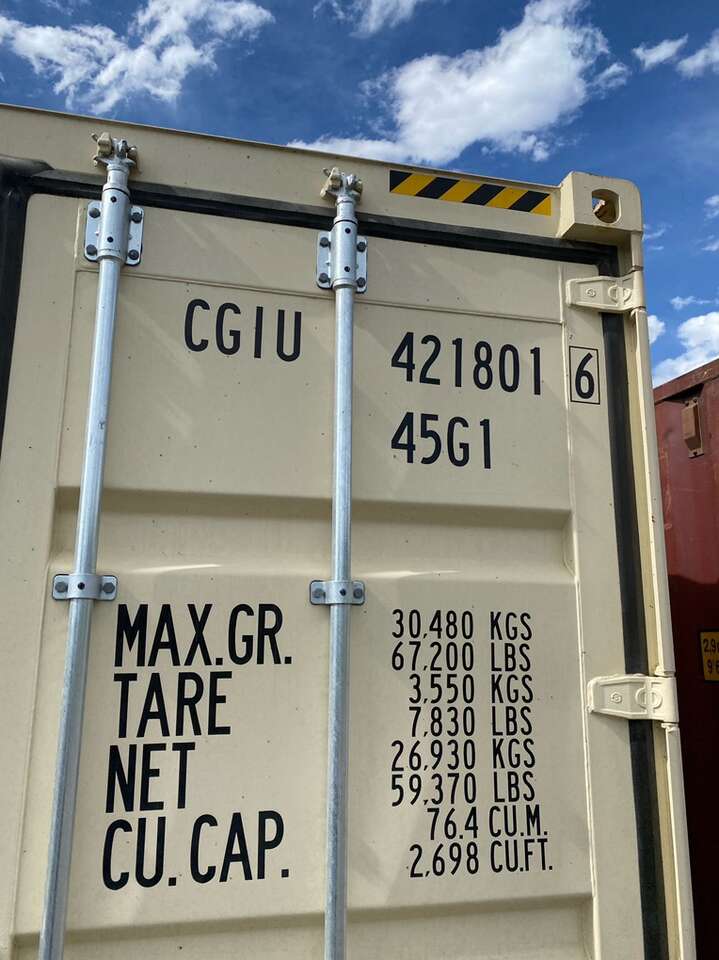 CGIU 421801 6
45G1
MAX.GR. 30,480 KGS
67,200 LBS
TARE 3,550 KGS
7,830 LBS
NET 26,930 KGS
59,370 LBS
CU.CAP. 76.4 CU.M.
2,698 CU.FT.